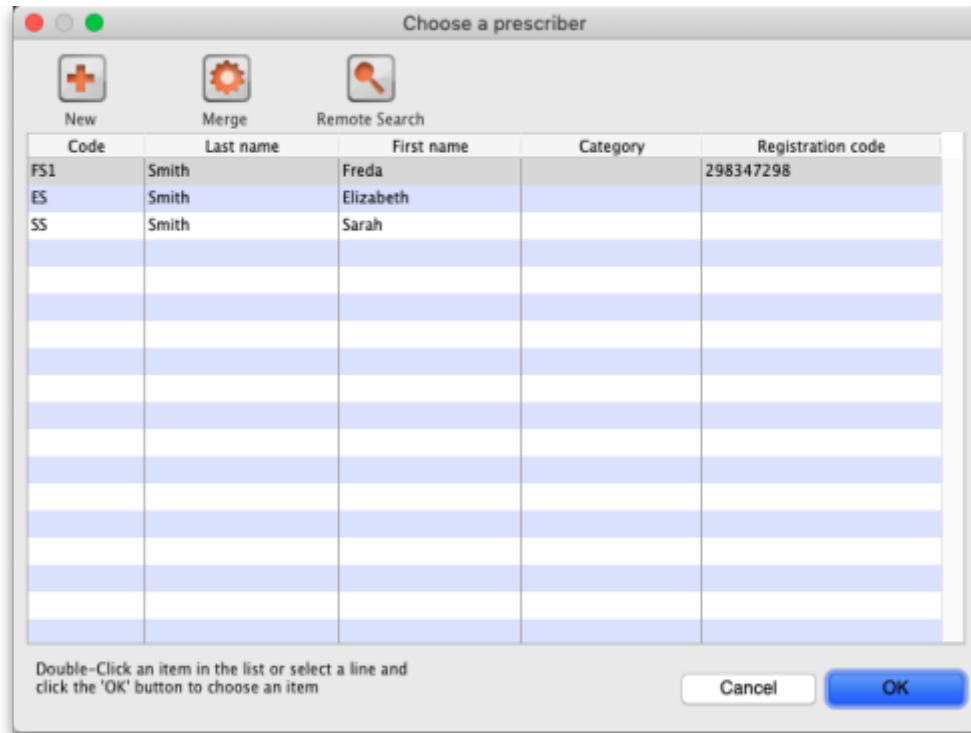 Choose a prescriber
New Merge Remote Search
Code Last name First name Category Registration code
FS1 Smith Freda 298347298
ES Smith Elizabeth
SS Smith Sarah
Double-Click an item in the list or select a line and
click the 'OK' button to choose an item
Cancel OK